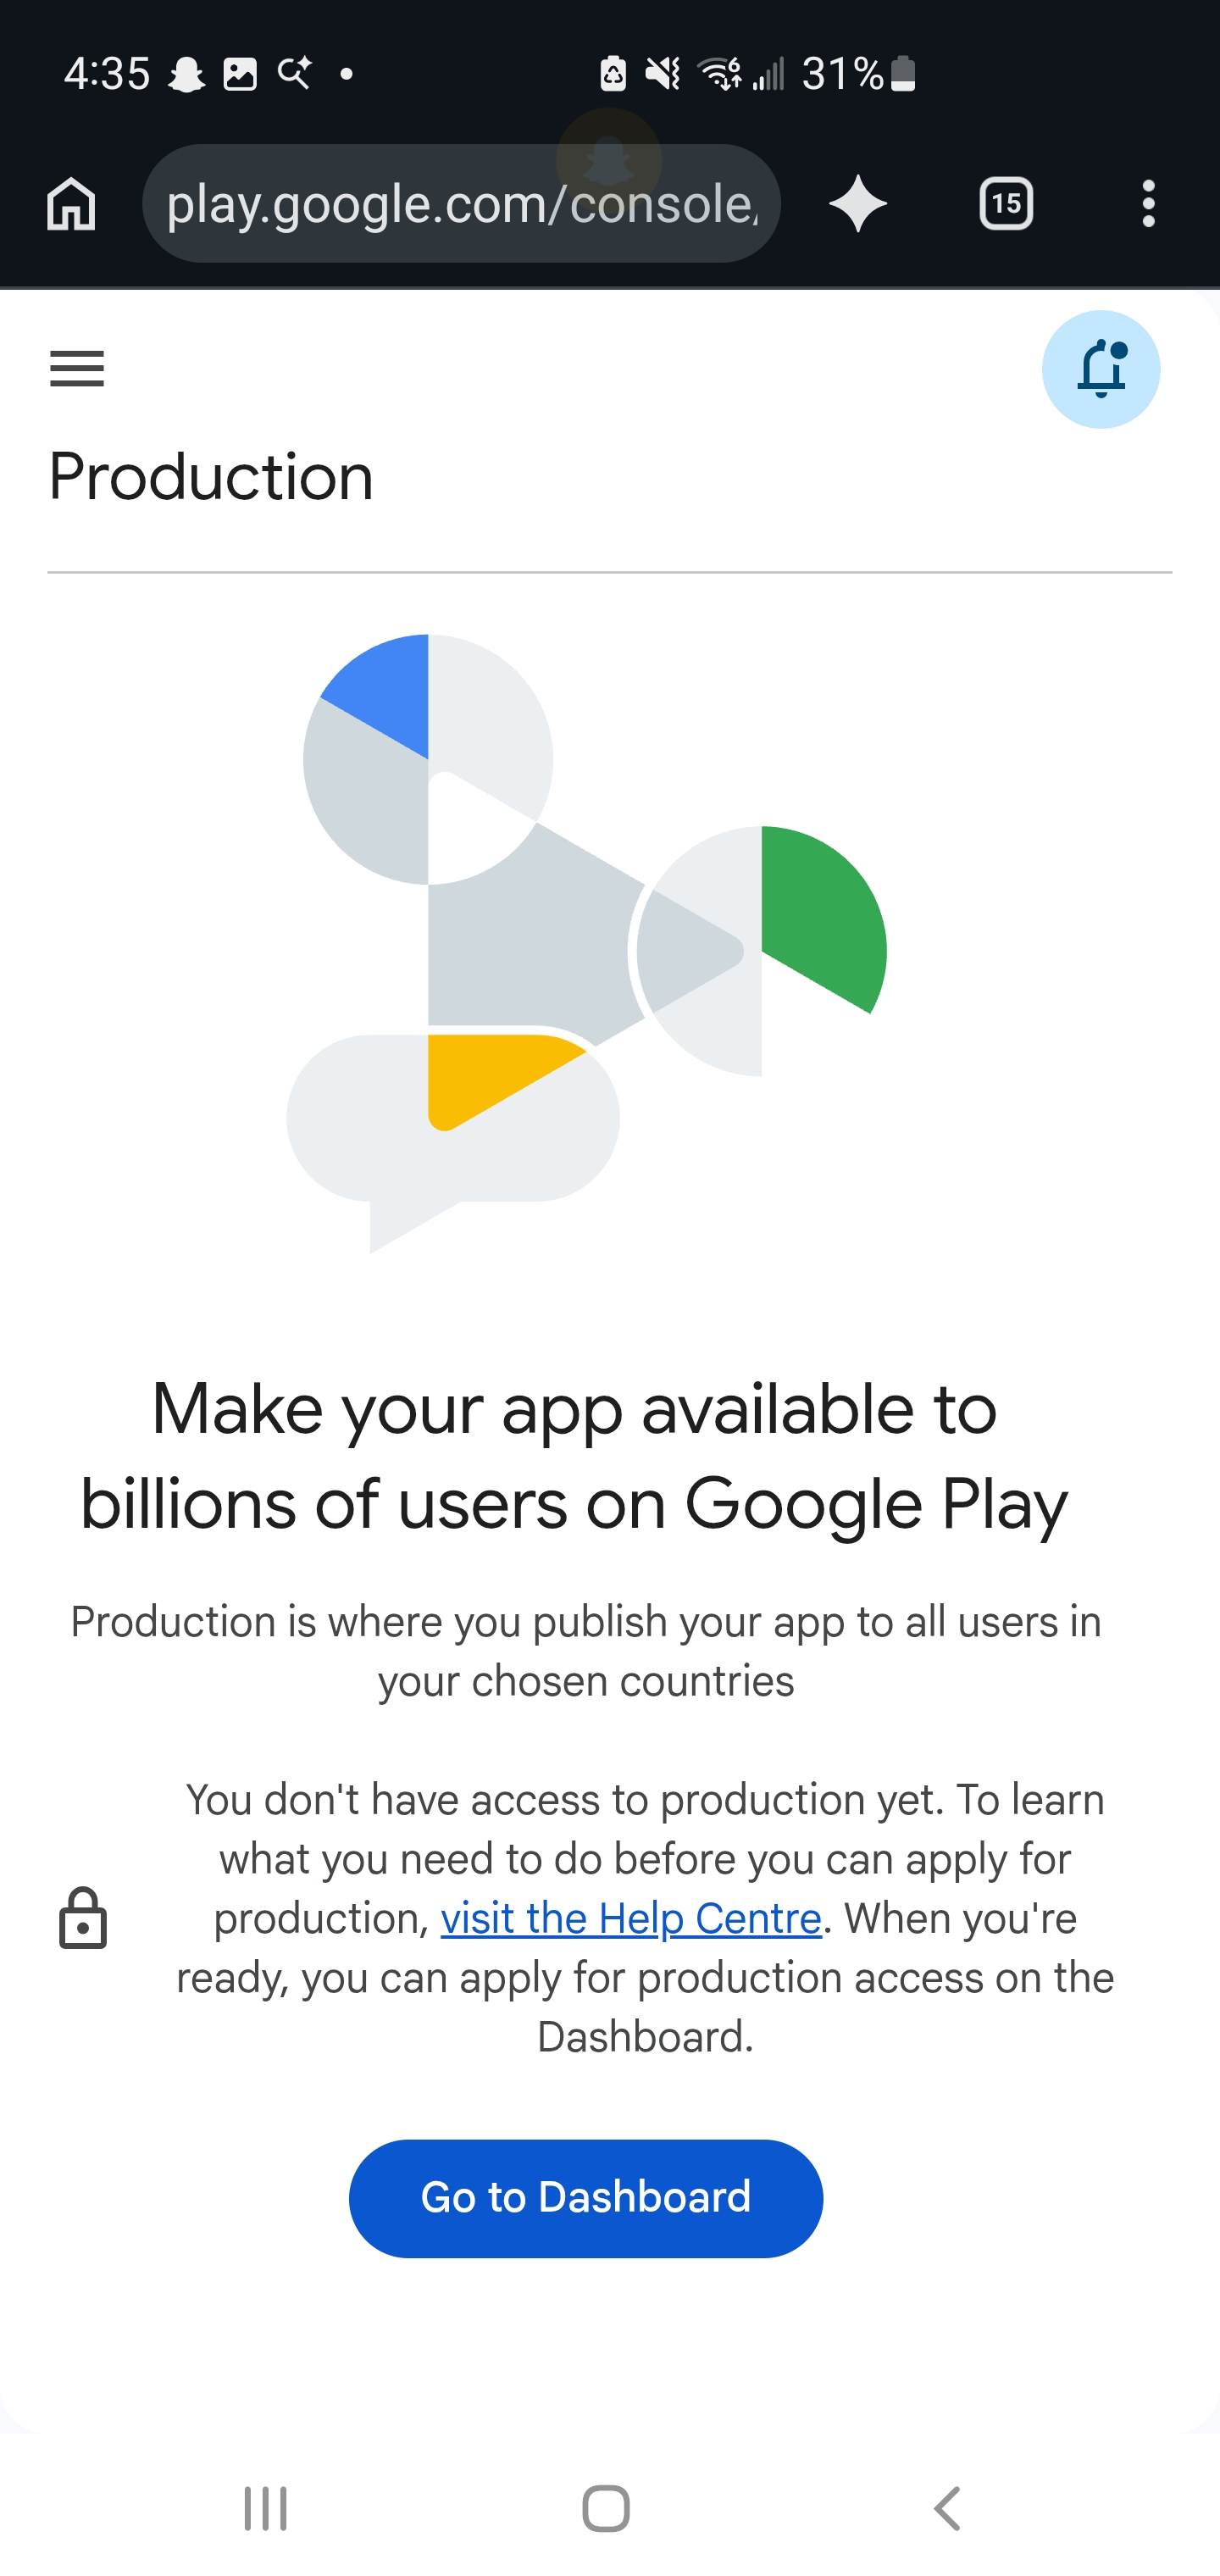 4:35
31%
play.google.com/console/
15
Production
Make your app available to
billions of users on Google Play
Production is where you publish your app to all users in
your chosen countries
You don't have access to production yet. To learn
what you need to do before you can apply for
production, visit the Help Centre. When you're
ready, you can apply for production access on the
Dashboard.
Go to Dashboard